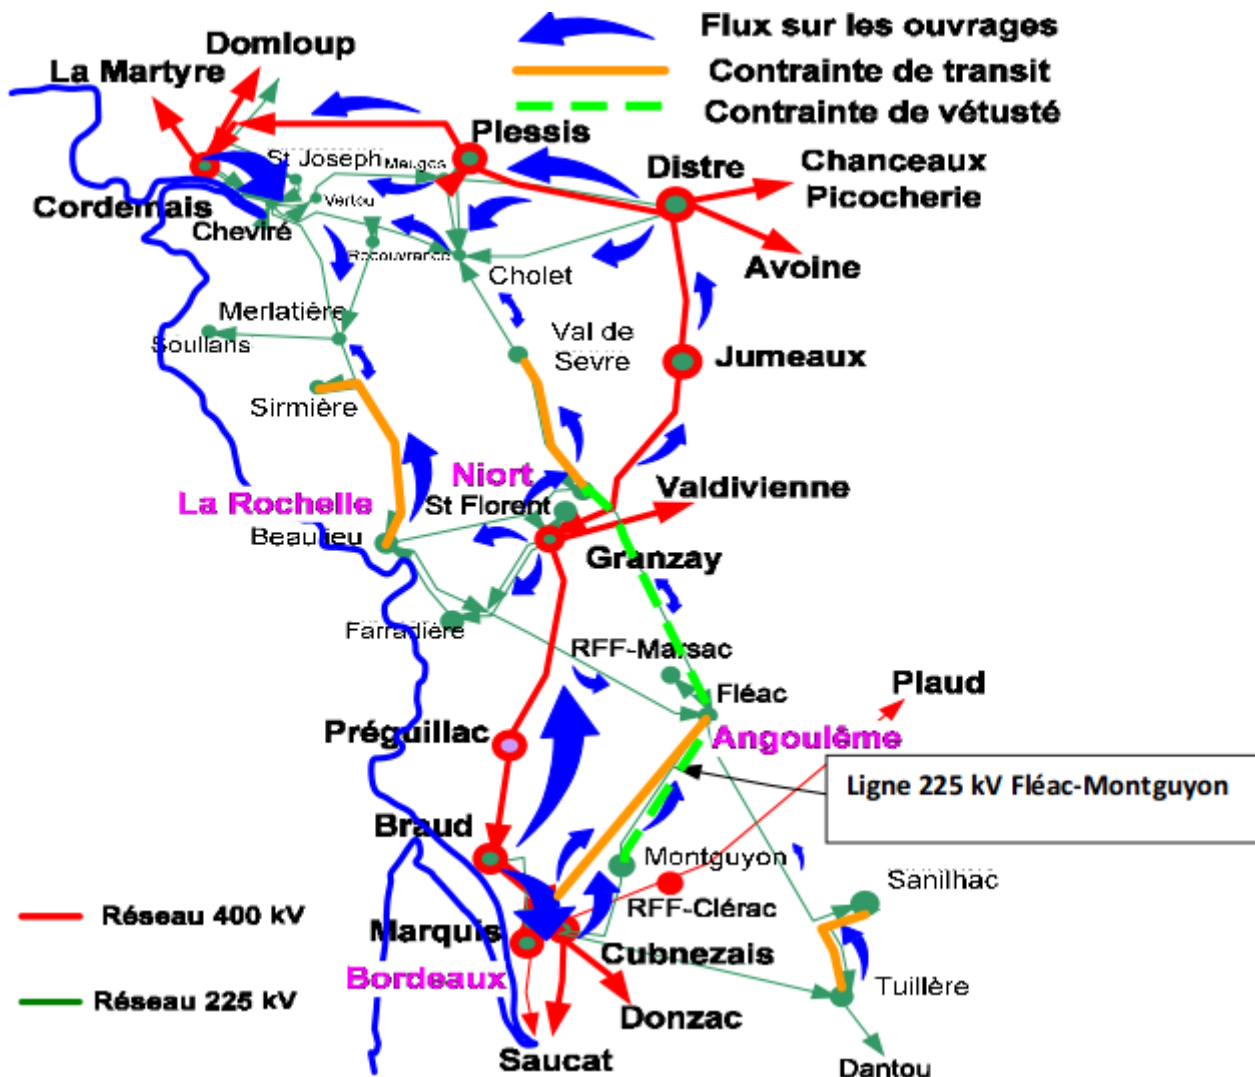 Flux sur les ouvrages
Contrainte de transit
Contrainte de vétusté
Domloup
La Martyre
Plessis
Distre
Chanceaux
Picocherie
St Joseph
Mauges
Vertou
Cordemais
Cheviré
Recouvrance
Cholet
Avoine
Merlatière
Soullans
Val de
Sevre
Jumeaux
Sirmière
Niort
Valdivienne
La Rochelle
St Florent
Beaulieu
Granzay
Farradière
RFF-Marsac
Fléac
Plaud
Préguillac
Angoulême
Ligne 225 kV Fléac-Montguyon
Braud
Montguyon
Sanilhac
RFF-Clérac
Réseau 400 kV
Marquis
Cubnezais
Bordeaux
Tuillère
Réseau 225 kV
Donzac
Saucat
Dantou